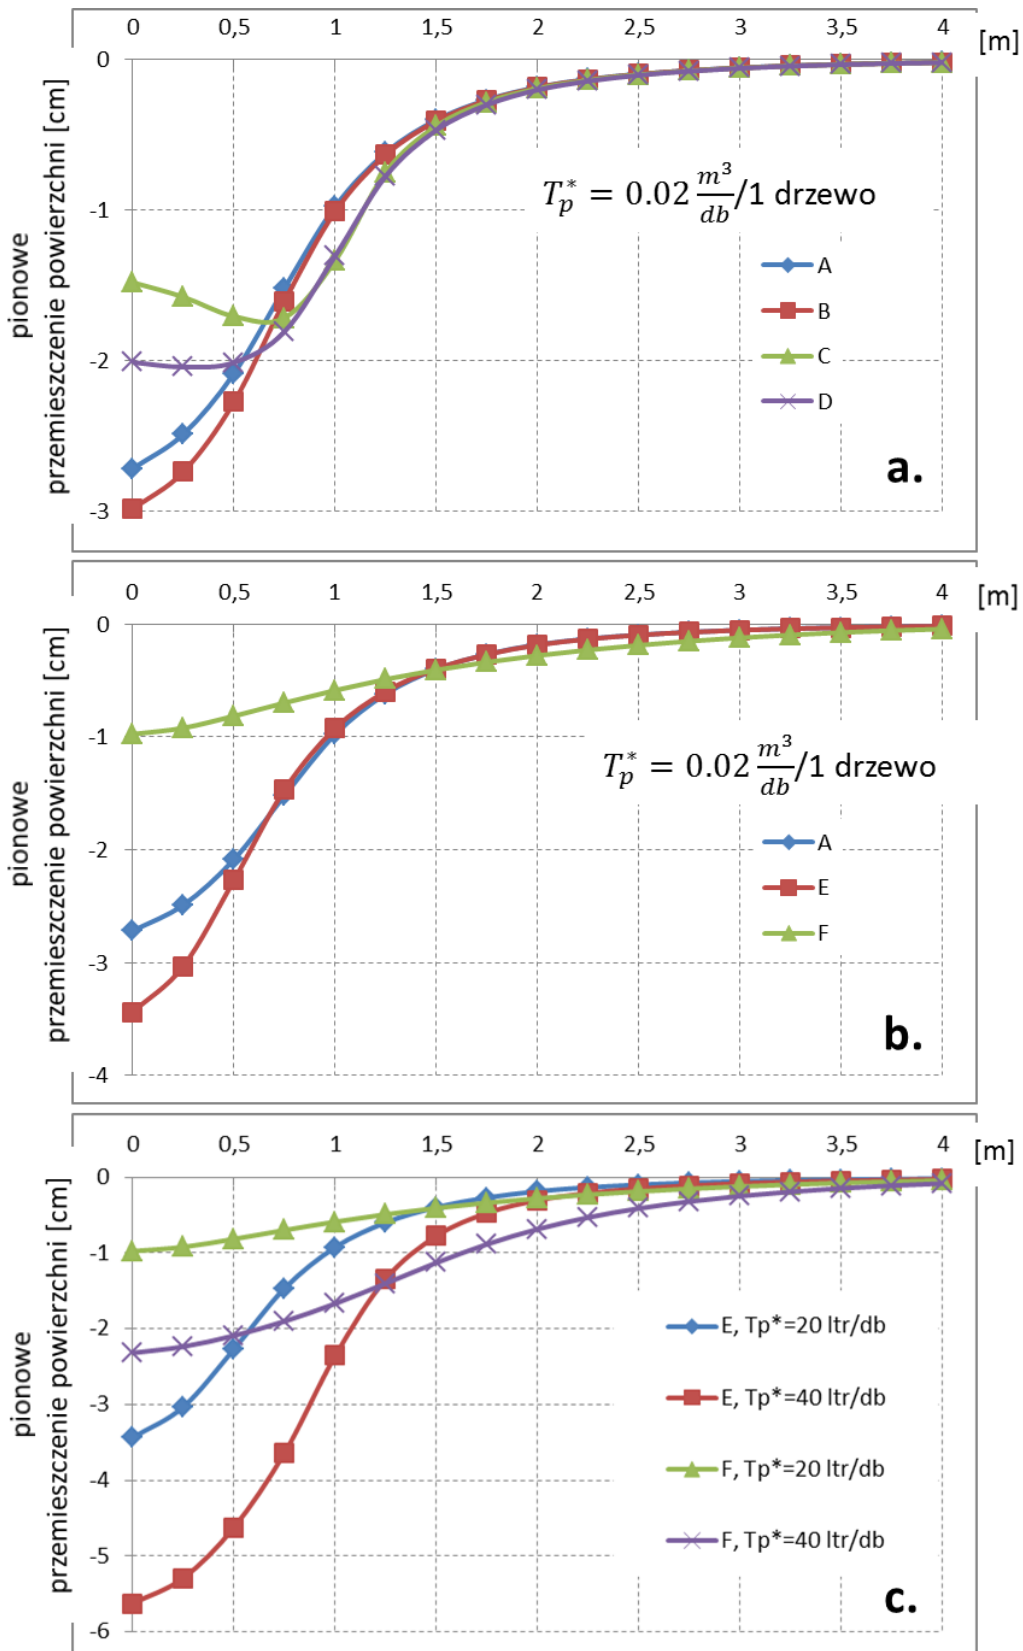 0 0,5 1 1,5 2 2,5 3 3,5 4 [m]
0
-1
-2
-3
pionowe
przemieszczenie powierzchni [cm]
T_p^* = 0.02 m³/db /1 drzewo
A
B
C
D
a.
0 0,5 1 1,5 2 2,5 3 3,5 4 [m]
0
-1
-2
-3
-4
pionowe
przemieszczenie powierzchni [cm]
T_p^* = 0.02 m³/db /1 drzewo
A
E
F
b.
0 0,5 1 1,5 2 2,5 3 3,5 4 [m]
0
-1
-2
-3
-4
-5
-6
pionowe
przemieszczenie powierzchni [cm]
E, Tp*=20 ltr/db
E, Tp*=40 ltr/db
F, Tp*=20 ltr/db
F, Tp*=40 ltr/db
c.